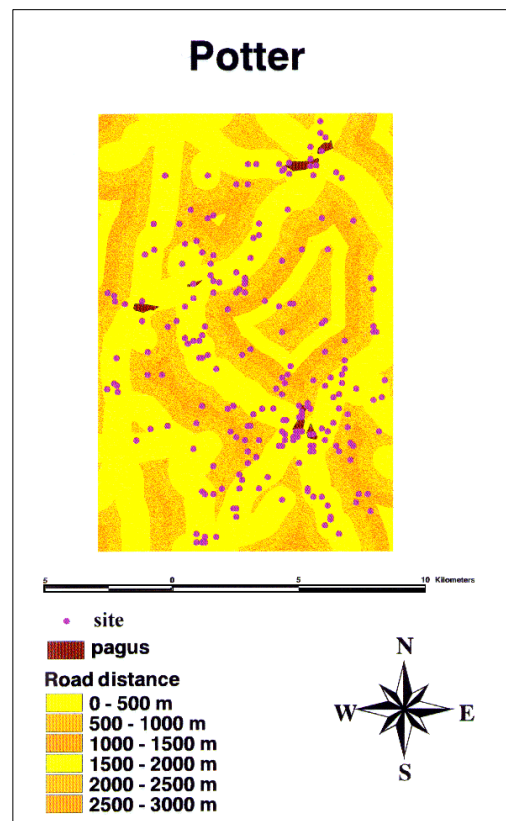 Potter
5 0 5 10 Kilometers
site
pagus
Road distance
0 - 500 m
500 - 1000 m
1000 - 1500 m
1500 - 2000 m
2000 - 2500 m
2500 - 3000 m
N
W E
S